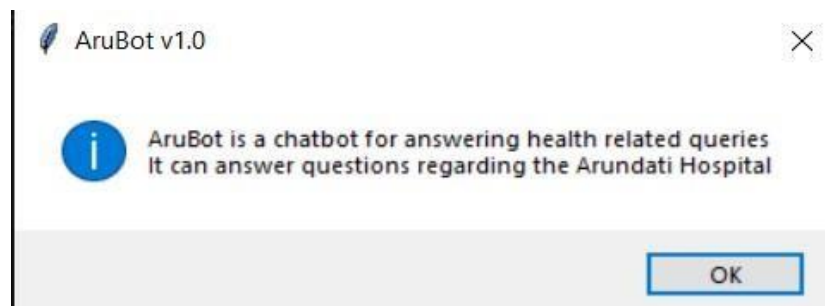 AruBot v1.0
AruBot is a chatbot for answering health related queries
It can answer questions regarding the Arundati Hospital
OK